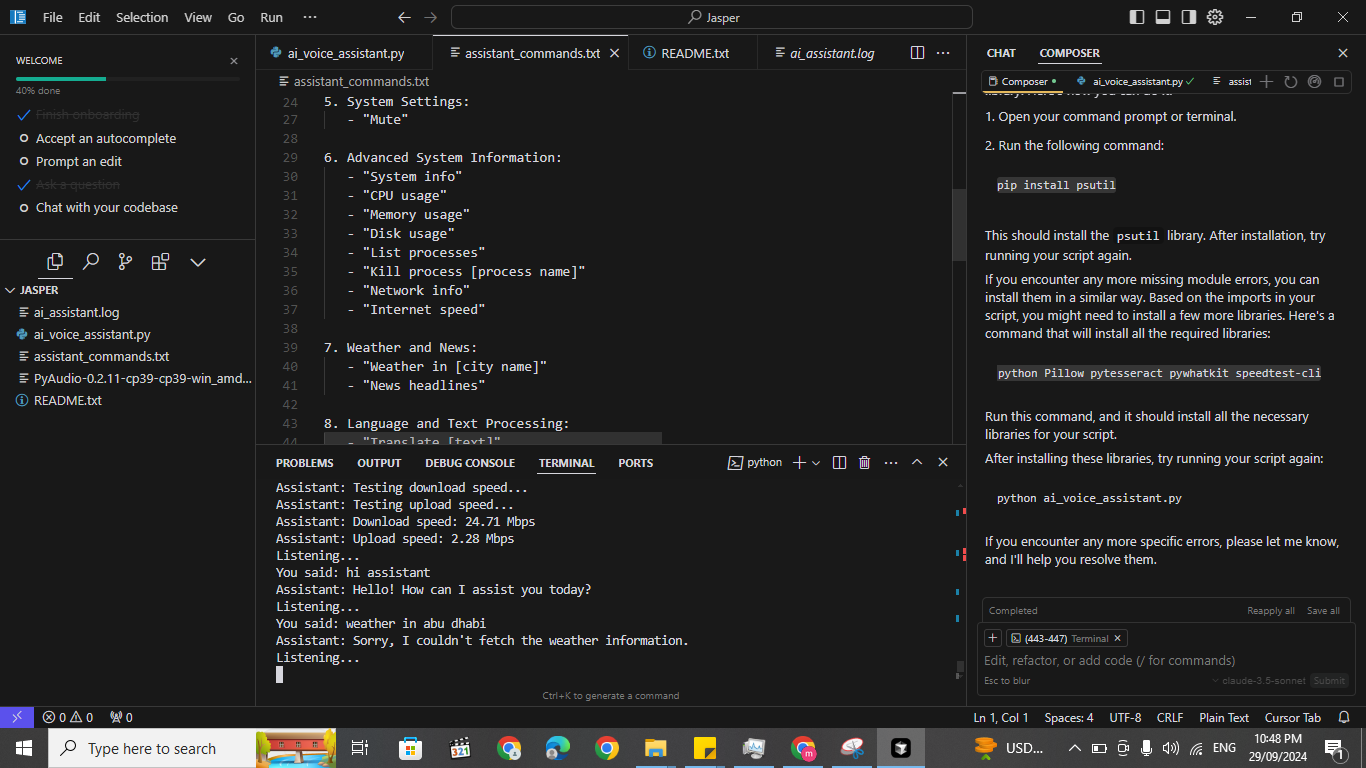 File Edit Selection View Go Run ···
Jasper
WELCOME
40% done
Finish onboarding
Accept an autocomplete
Prompt an edit
Ask a question
Chat with your codebase
JASPER
ai_assistant.log
ai_voice_assistant.py
assistant_commands.txt
PyAudio-0.2.11-cp39-cp39-win_amd...
README.txt
ai_voice_assistant.py
assistant_commands.txt
README.txt
ai_assistant.log
assistant_commands.txt
24 5. System Settings:
27 - "Mute"
28
29 6. Advanced System Information:
30 - "System info"
31 - "CPU usage"
32 - "Memory usage"
33 - "Disk usage"
34 - "List processes"
35 - "Kill process [process name]"
36 - "Network info"
37 - "Internet speed"
38
39 7. Weather and News:
40 - "Weather in [city name]"
41 - "News headlines"
42
43 8. Language and Text Processing:
44 - "Translate [text]"
PROBLEMS OUTPUT DEBUG CONSOLE TERMINAL PORTS
python
Assistant: Testing download speed...
Assistant: Testing upload speed...
Assistant: Download speed: 24.71 Mbps
Assistant: Upload speed: 2.28 Mbps
Listening...
You said: hi assistant
Assistant: Hello! How can I assist you today?
Listening...
You said: weather in abu dhabi
Assistant: Sorry, I couldn't fetch the weather information.
Listening...
Ctrl+K to generate a command
CHAT COMPOSER
Composer ai_voice_assistant.py assist
1. Open your command prompt or terminal.
2. Run the following command:
pip install psutil
This should install the psutil library. After installation, try
running your script again.
If you encounter any more missing module errors, you can
install them in a similar way. Based on the imports in your
script, you might need to install a few more libraries. Here's a
command that will install all the required libraries:
python Pillow pytesseract pywhatkit speedtest-cli
Run this command, and it should install all the necessary
libraries for your script.
After installing these libraries, try running your script again:
python ai_voice_assistant.py
If you encounter any more specific errors, please let me know,
and I'll help you resolve them.
Completed Reapply all Save all
(443-447) Terminal
Edit, refactor, or add code (/ for commands)
Esc to blur claude-3.5-sonnet Submit
0 0 0
Ln 1, Col 1 Spaces: 4 UTF-8 CRLF Plain Text Cursor Tab
Type here to search
321
m
USD...
ENG
10:48 PM
29/09/2024
1